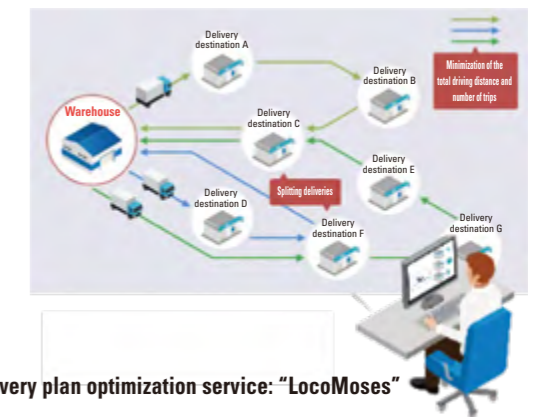 Delivery
destination A
Delivery
destination B
Minimization of the
total driving distance and
number of trips
Warehouse
Delivery
destination C
Delivery
destination E
Splitting deliveries
Delivery
destination D
Delivery
destination F
Delivery
destination G
very plan optimization service: “LocoMoses”